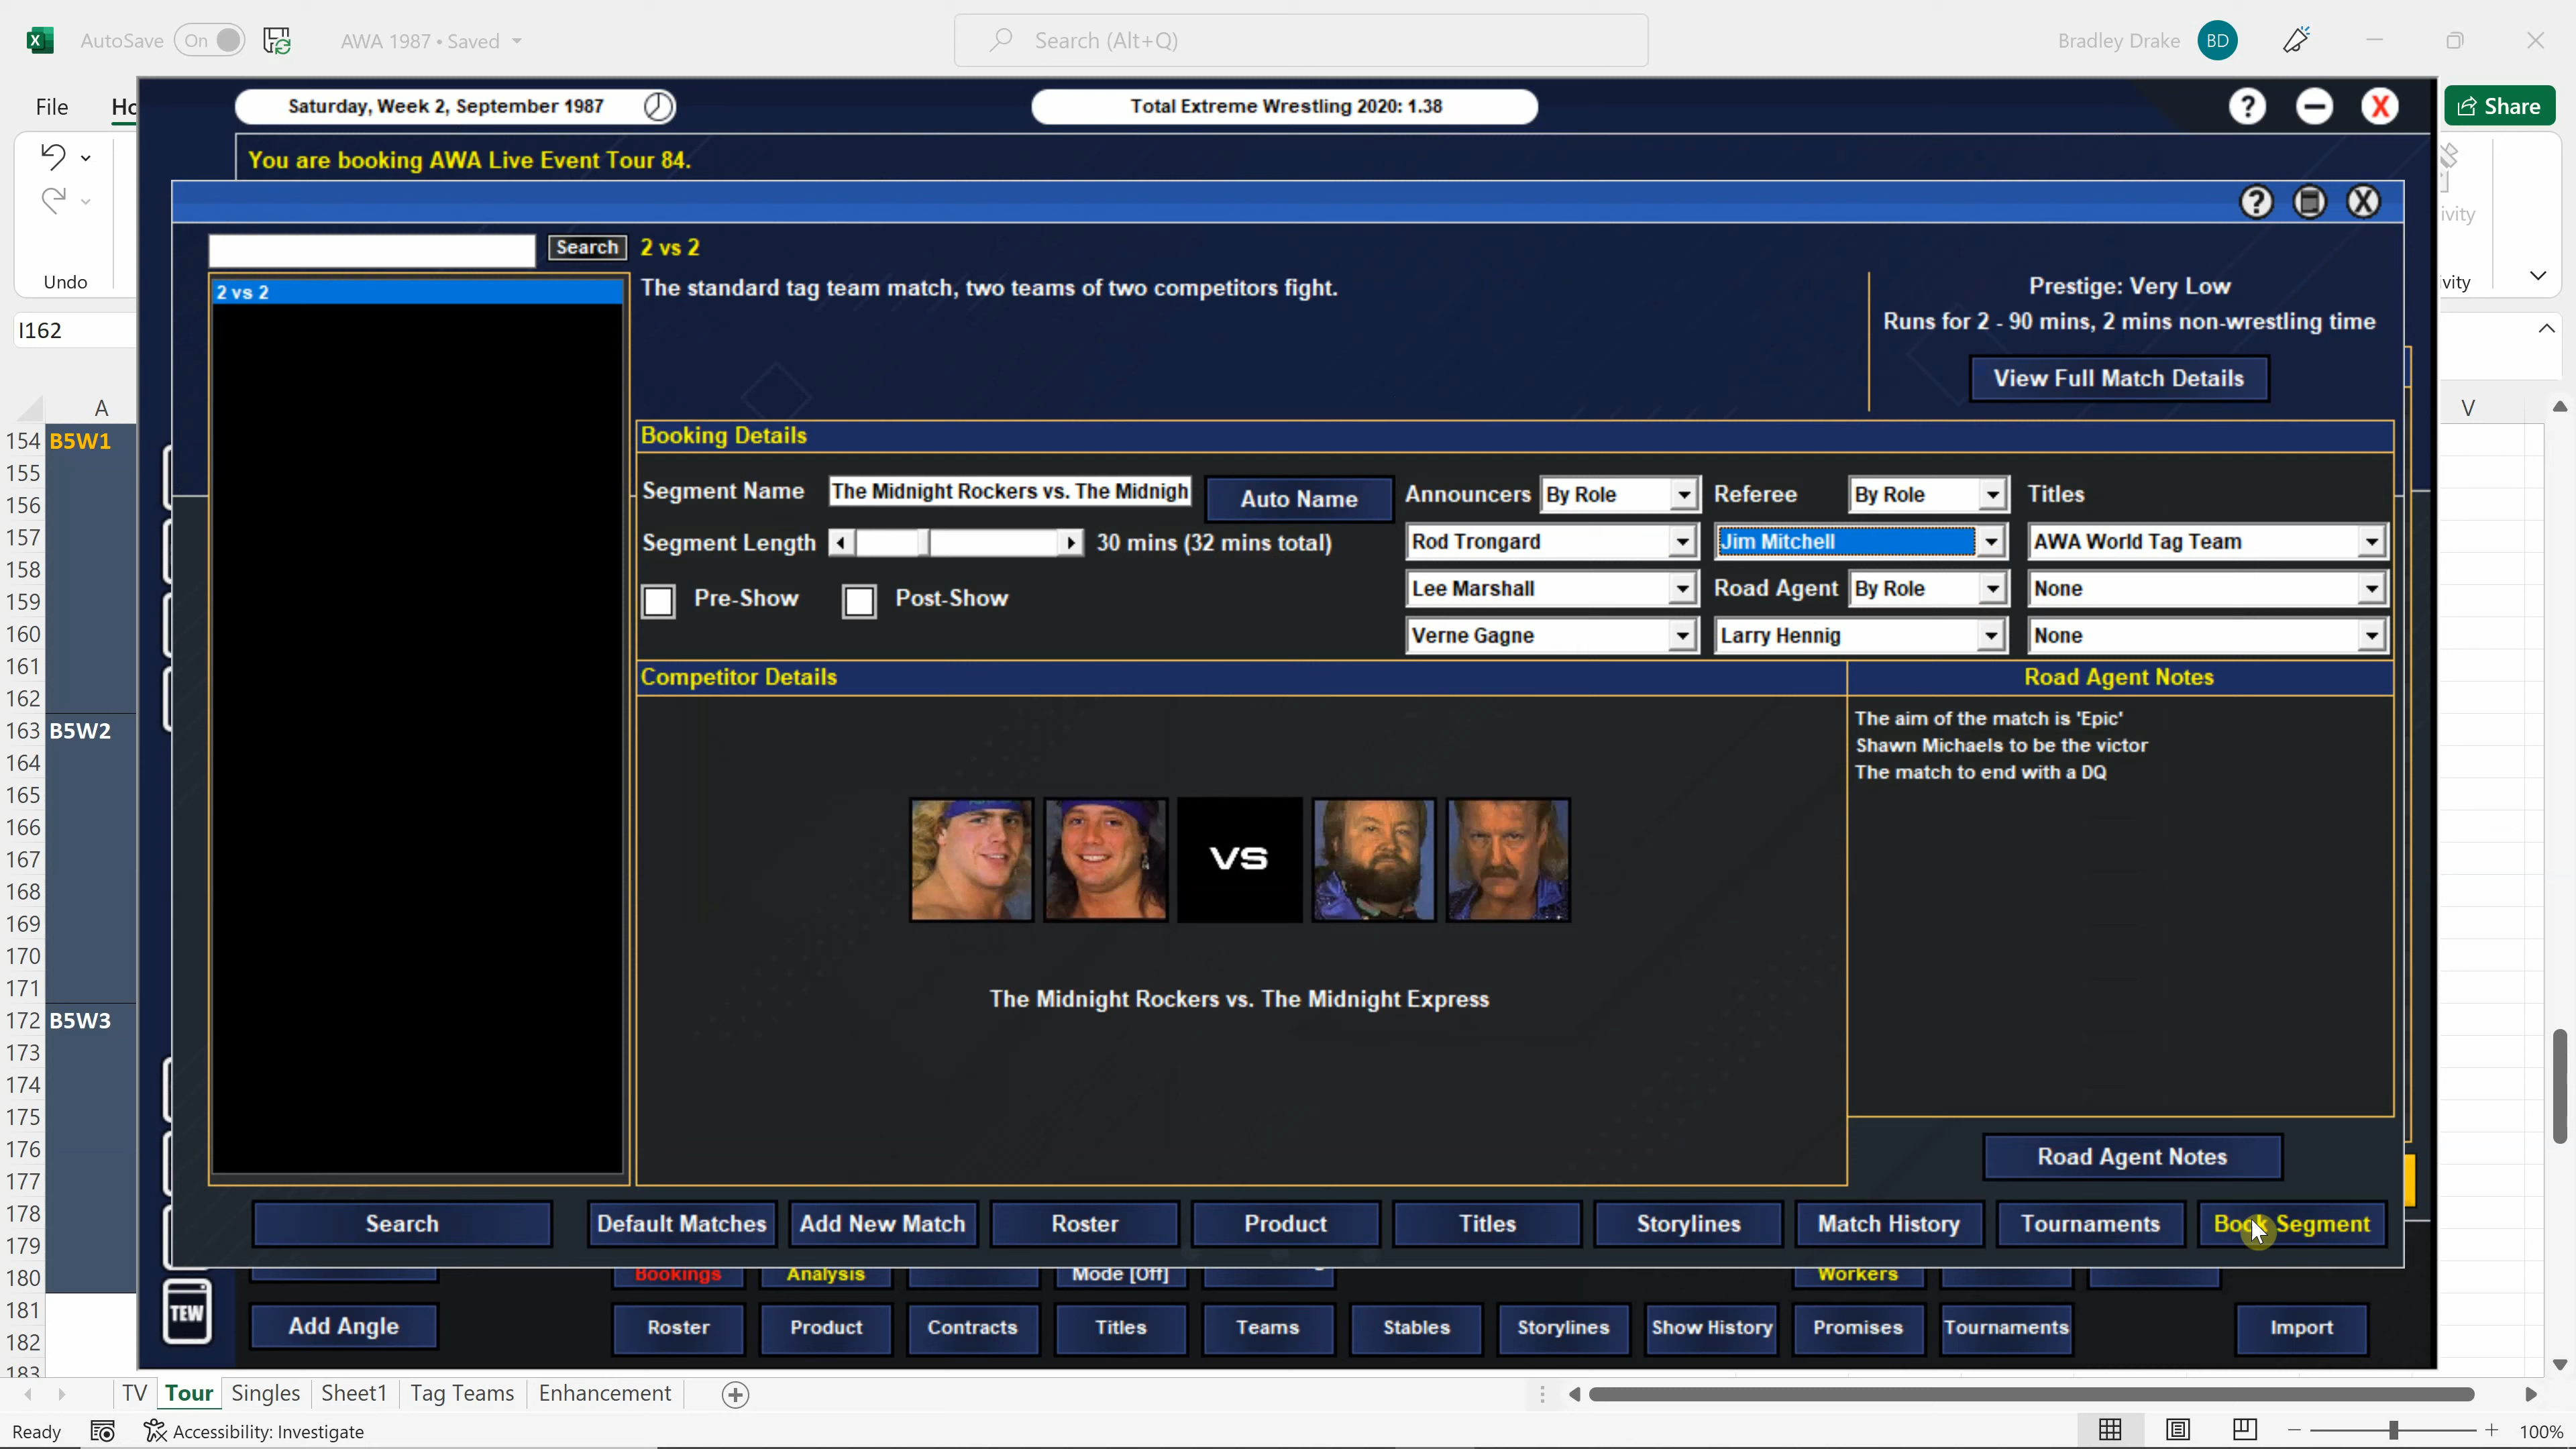 AutoSave On AWA 1987 • Saved Search (Alt+Q) Bradley Drake BD
File
Share
Undo
I162
A
V
154 B5W1
155
156
157
158
159
160
161
162
163 B5W2
164
165
166
167
168
169
170
171
172 B5W3
173
174
175
176
177
178
179
180
181
182
183
Saturday, Week 2, September 1987
Total Extreme Wrestling 2020: 1.38
? X
You are booking AWA Live Event Tour 84.
? X
Search
2 vs 2
2 vs 2
The standard tag team match, two teams of two competitors fight.
Prestige: Very Low
Runs for 2 - 90 mins, 2 mins non-wrestling time
View Full Match Details
Booking Details
Segment Name The Midnight Rockers vs. The Midnigh Auto Name
Announcers By Role Referee By Role Titles
Segment Length 30 mins (32 mins total)
Rod Trongard Jim Mitchell AWA World Tag Team
Pre-Show Post-Show
Lee Marshall Road Agent By Role None
Verne Gagne Larry Hennig None
Competitor Details
Road Agent Notes
The aim of the match is 'Epic'
Shawn Michaels to be the victor
The match to end with a DQ
VS
The Midnight Rockers vs. The Midnight Express
Road Agent Notes
Search Default Matches Add New Match Roster Product Titles Storylines Match History Tournaments Book Segment
Bookings Analysis Mode [Off] Workers
TEW
Add Angle Roster Product Contracts Titles Teams Stables Storylines Show History Promises Tournaments Import
TV Tour Singles Sheet1 Tag Teams Enhancement
Ready Accessibility: Investigate 100%